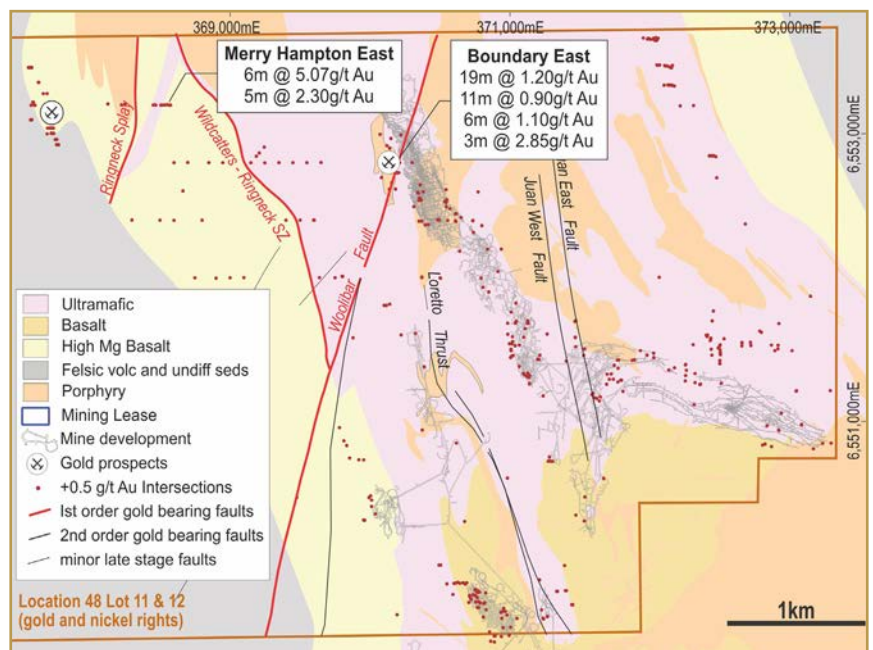 369,000mE
371,000mE
373,000mE
Merry Hampton East
6m @ 5.07g/t Au
5m @ 2.30g/t Au
Boundary East
19m @ 1.20g/t Au
11m @ 0.90g/t Au
6m @ 1.10g/t Au
3m @ 2.85g/t Au
6,553,000mE
6,551,000mE
Ringneck Splay
Wildcatters - Ringneck SZ
Woolibar Fault
Loretto Thrust
Juan West Fault
an East Fault
Ultramafic
Basalt
High Mg Basalt
Felsic volc and undiff seds
Porphyry
Mining Lease
Mine development
Gold prospects
+0.5 g/t Au Intersections
Ist order gold bearing faults
2nd order gold bearing faults
minor late stage faults
Location 48 Lot 11 & 12
(gold and nickel rights)
1km